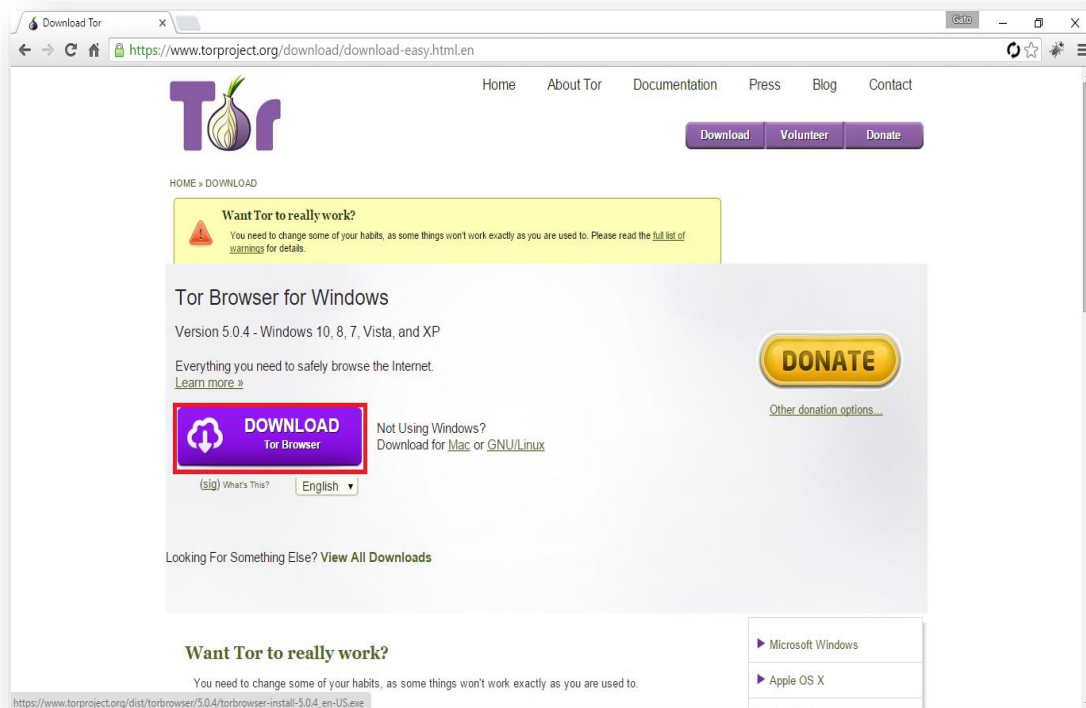 Download Tor
Gato
https://www.torproject.org/download/download-easy.html.en
Tor
Home About Tor Documentation Press Blog Contact
Download Volunteer Donate
HOME » DOWNLOAD
Want Tor to really work?
You need to change some of your habits, as some things won't work exactly as you are used to. Please read the full list of
warnings for details.
Tor Browser for Windows
Version 5.0.4 - Windows 10, 8, 7, Vista, and XP
Everything you need to safely browse the Internet.
Learn more »
DONATE
Other donation options...
DOWNLOAD
Tor Browser
Not Using Windows?
Download for Mac or GNU/Linux
(sig) What's This?
English
Looking For Something Else? View All Downloads
Want Tor to really work?
You need to change some of your habits, as some things won't work exactly as you are used to.
Microsoft Windows
Apple OS X
https://www.torproject.org/dist/torbrowser/5.0.4/torbrowser-install-5.0.4_en-US.exe